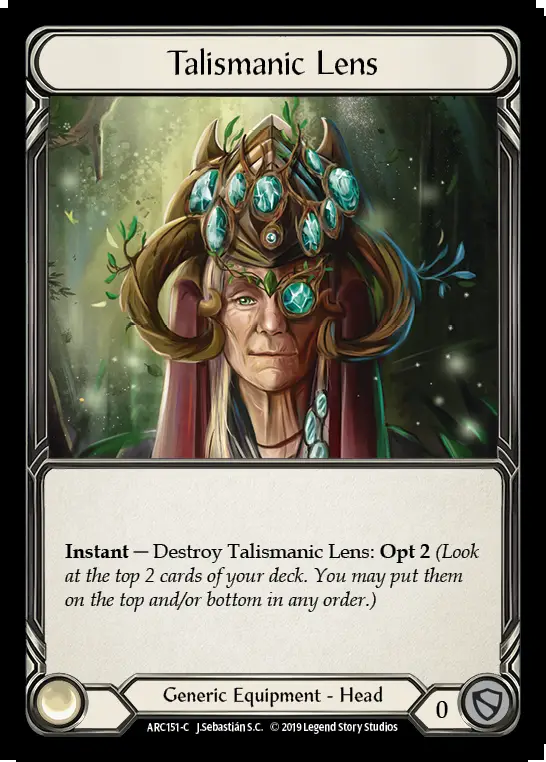 Talismanic Lens
Instant — Destroy Talismanic Lens: Opt 2 (Look
at the top 2 cards of your deck. You may put them
on the top and/or bottom in any order.)
Generic Equipment - Head
0
ARC151-C J.Sebastián S.C. © 2019 Legend Story Studios